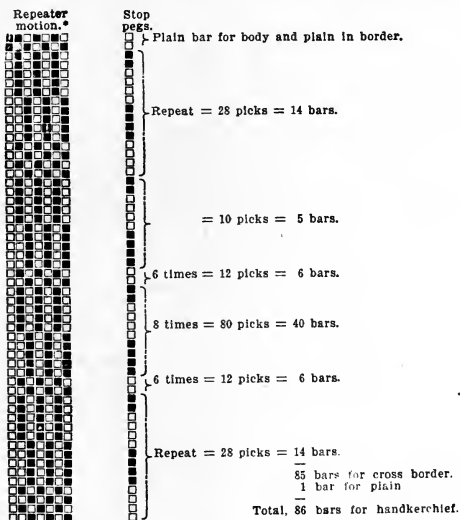 Repeater Stop
motion.* pegs.
Plain bar for body and plain in border.
Repeat = 28 picks = 14 bars.
= 10 picks = 5 bars.
6 times = 12 picks = 6 bars.
8 times = 80 picks = 40 bars.
6 times = 12 picks = 6 bars.
Repeat = 28 picks = 14 bars.
85 bars for cross border.
1 bar for plain
Total, 86 bars for handkerchief.